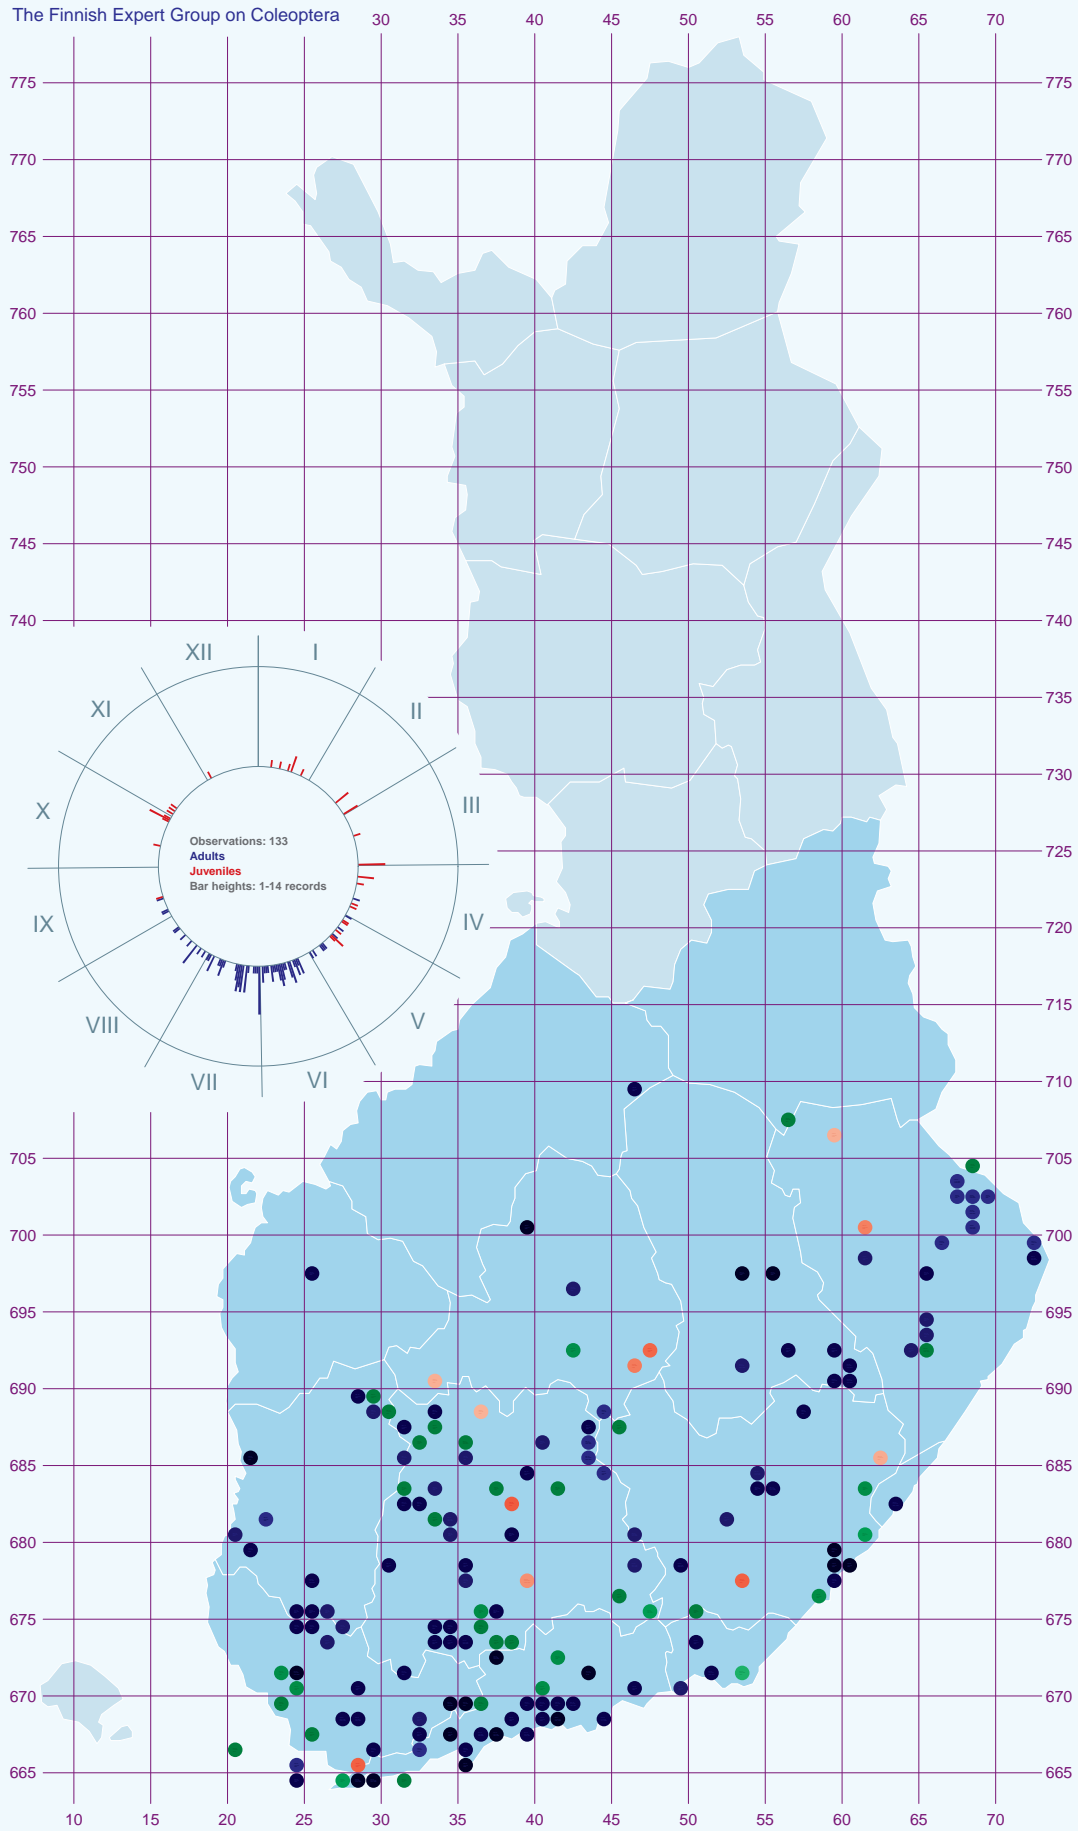 The Finnish Expert Group on Coleoptera
30 40 45 50 55 60 70
775 775
770 770
765 765
760 760
755 755
750 750
745 745
740 740
XII I
XI II
735
730
X III
Observations: 133
Adults
Juveniles
Bar heights: 1-14 records
725
IX IV
720
VIII V
715
VII VI
710
705 705
700 700
695 695
690 690
685 685
680 680
675 675
670 670
665 665
10 15 20 25 30 35 40 45 50 55 60 65 70